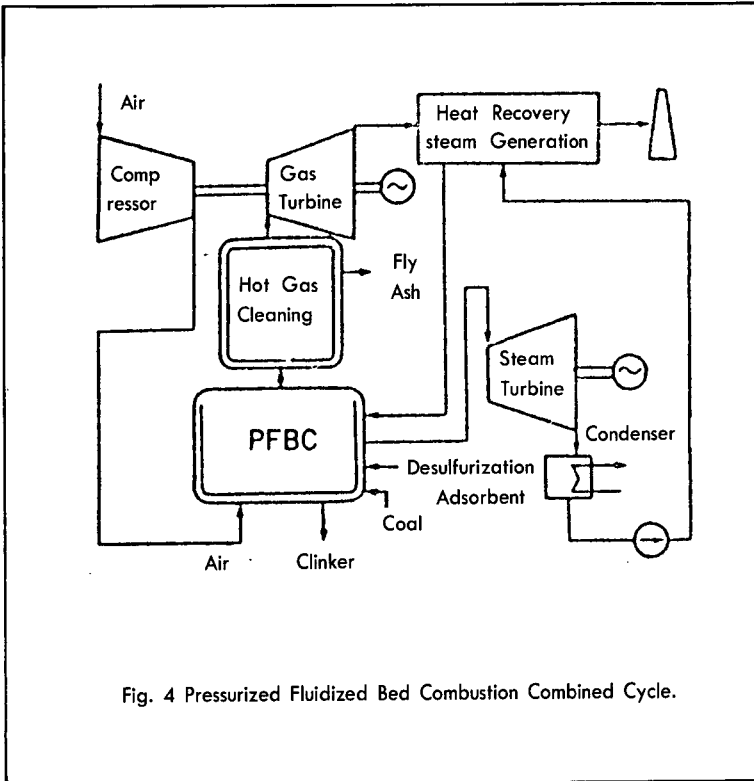 Air
Comp
ressor
Gas
Turbine
Heat Recovery
steam Generation
Hot Gas
Cleaning
Fly
Ash
Steam
Turbine
PFBC
Condenser
Desulfurization
Adsorbent
Coal
Air
Clinker
Fig. 4 Pressurized Fluidized Bed Combustion Combined Cycle.